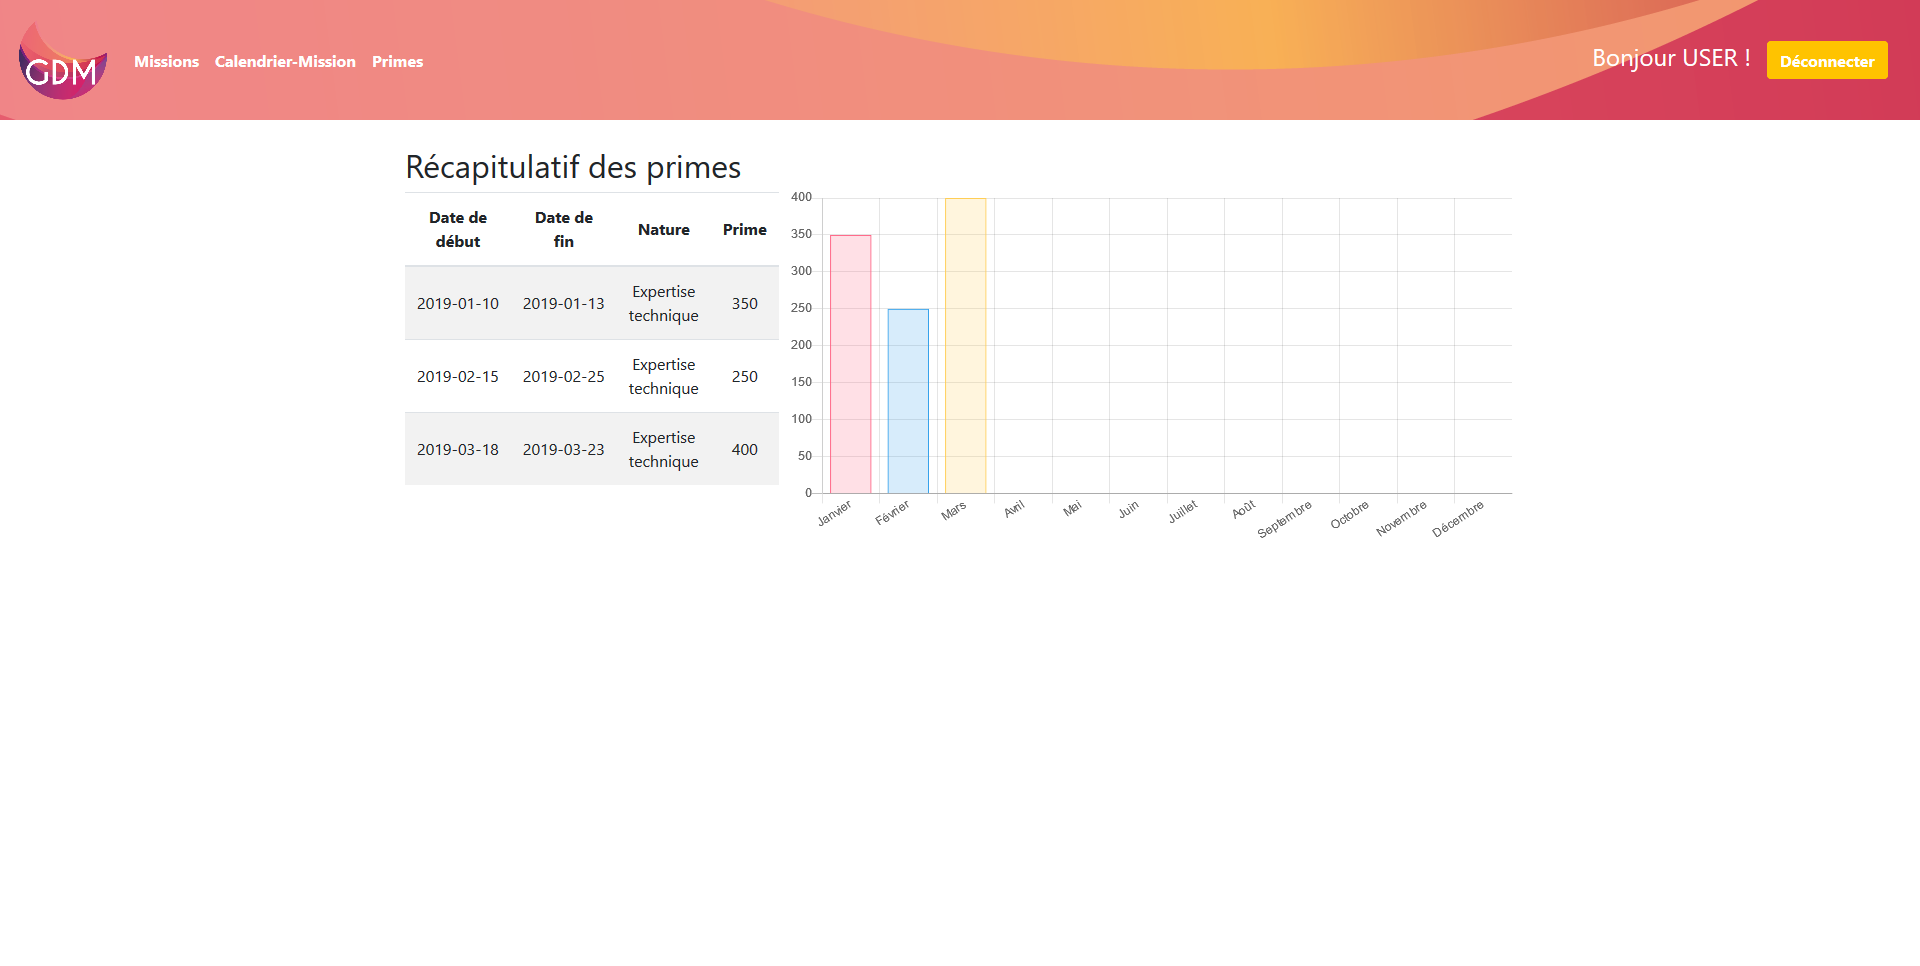 GDM
Missions Calendrier-Mission Primes
Bonjour USER ! Déconnecter
Récapitulatif des primes
Date de début Date de fin Nature Prime
2019-01-10 2019-01-13 Expertise technique 350
2019-02-15 2019-02-25 Expertise technique 250
2019-03-18 2019-03-23 Expertise technique 400
400
350
300
250
200
150
100
50
0
Janvier Février Mars Avril Mai Juin Juillet Août Septembre Octobre Novembre Décembre